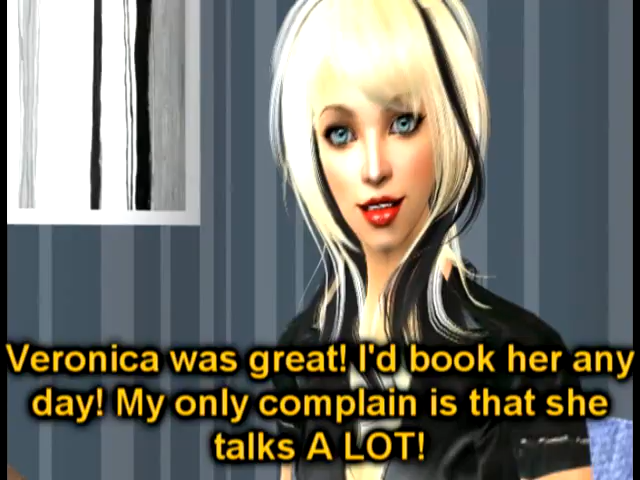 Veronica was great! I'd book her any
day! My only complain is that she
talks A LOT!